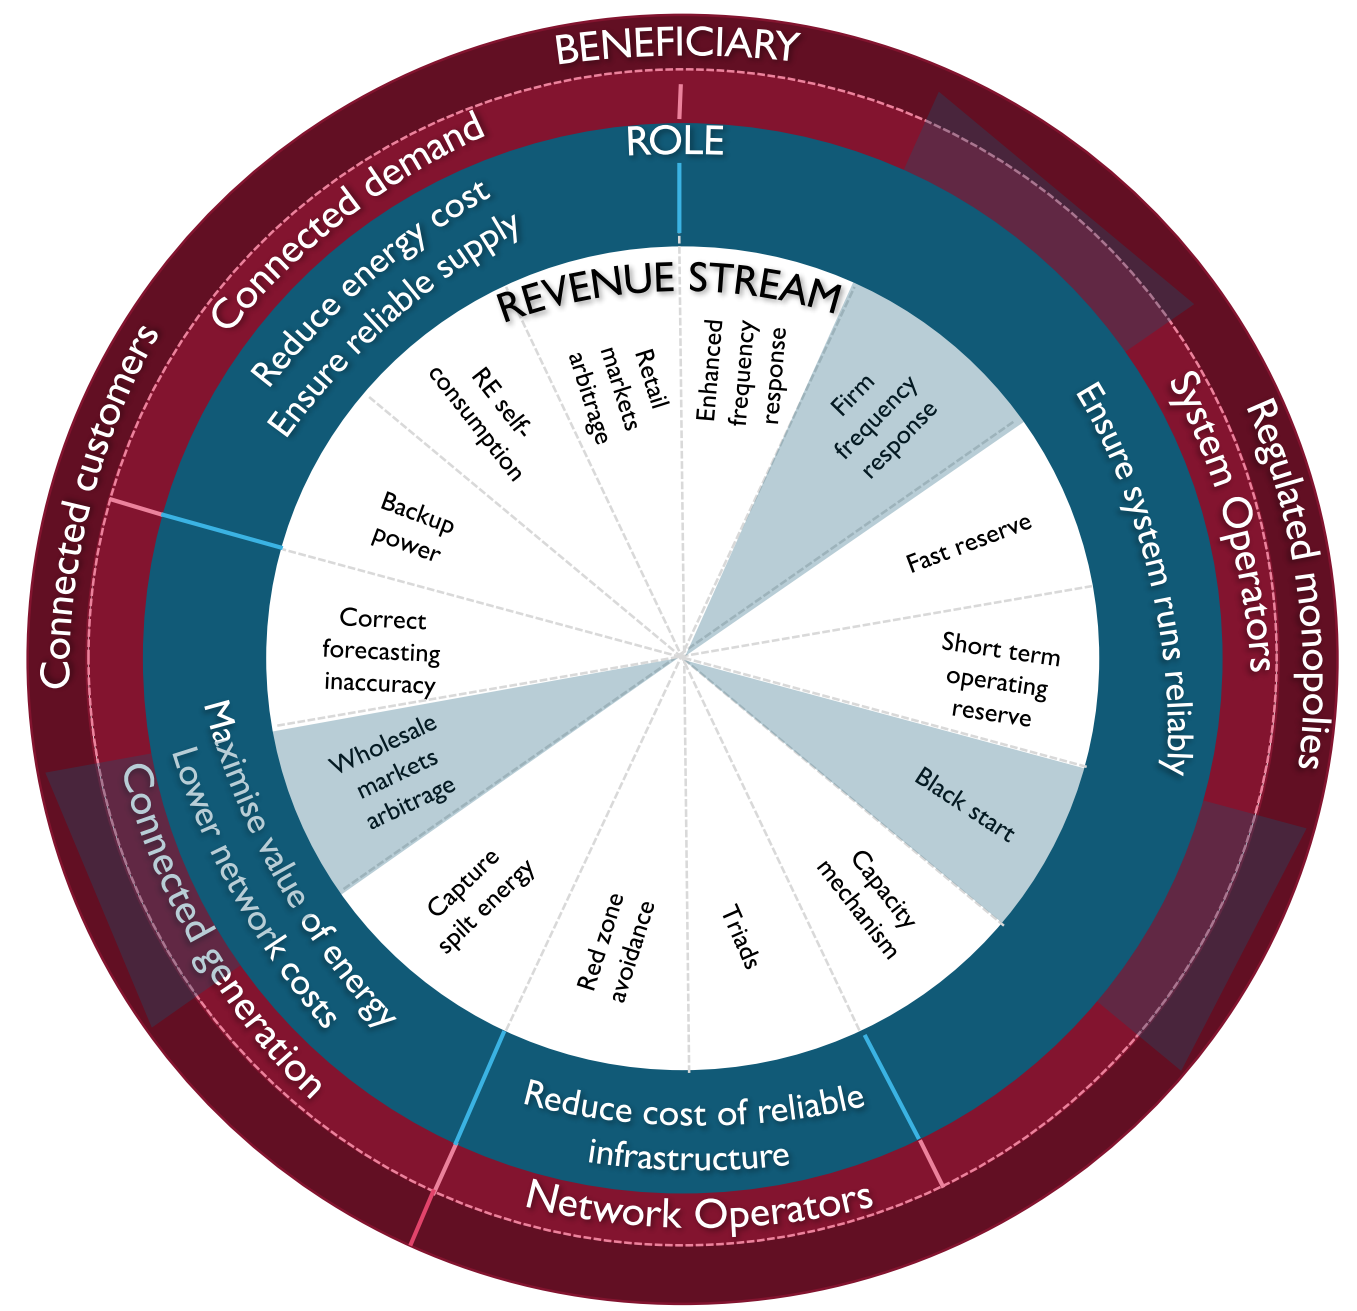 BENEFICIARY
ROLE
REVENUE STREAM
Connected customers
Connected demand
Reduce energy cost
Ensure reliable supply
Regulated monopolies
System Operators
Ensure system runs reliably
Enhanced
frequency
response
Firm
frequency
response
Fast reserve
Short term
operating
reserve
Black start
Capacity
mechanism
Triads
Red zone
avoidance
Capture
spilt energy
Wholesale
markets
arbitrage
Correct
forecasting
inaccuracy
Backup
power
RE self-
consumption
Retail
markets
arbitrage
Maximise value of energy
Lower network costs
Connected generation
Reduce cost of reliable
infrastructure
Network Operators